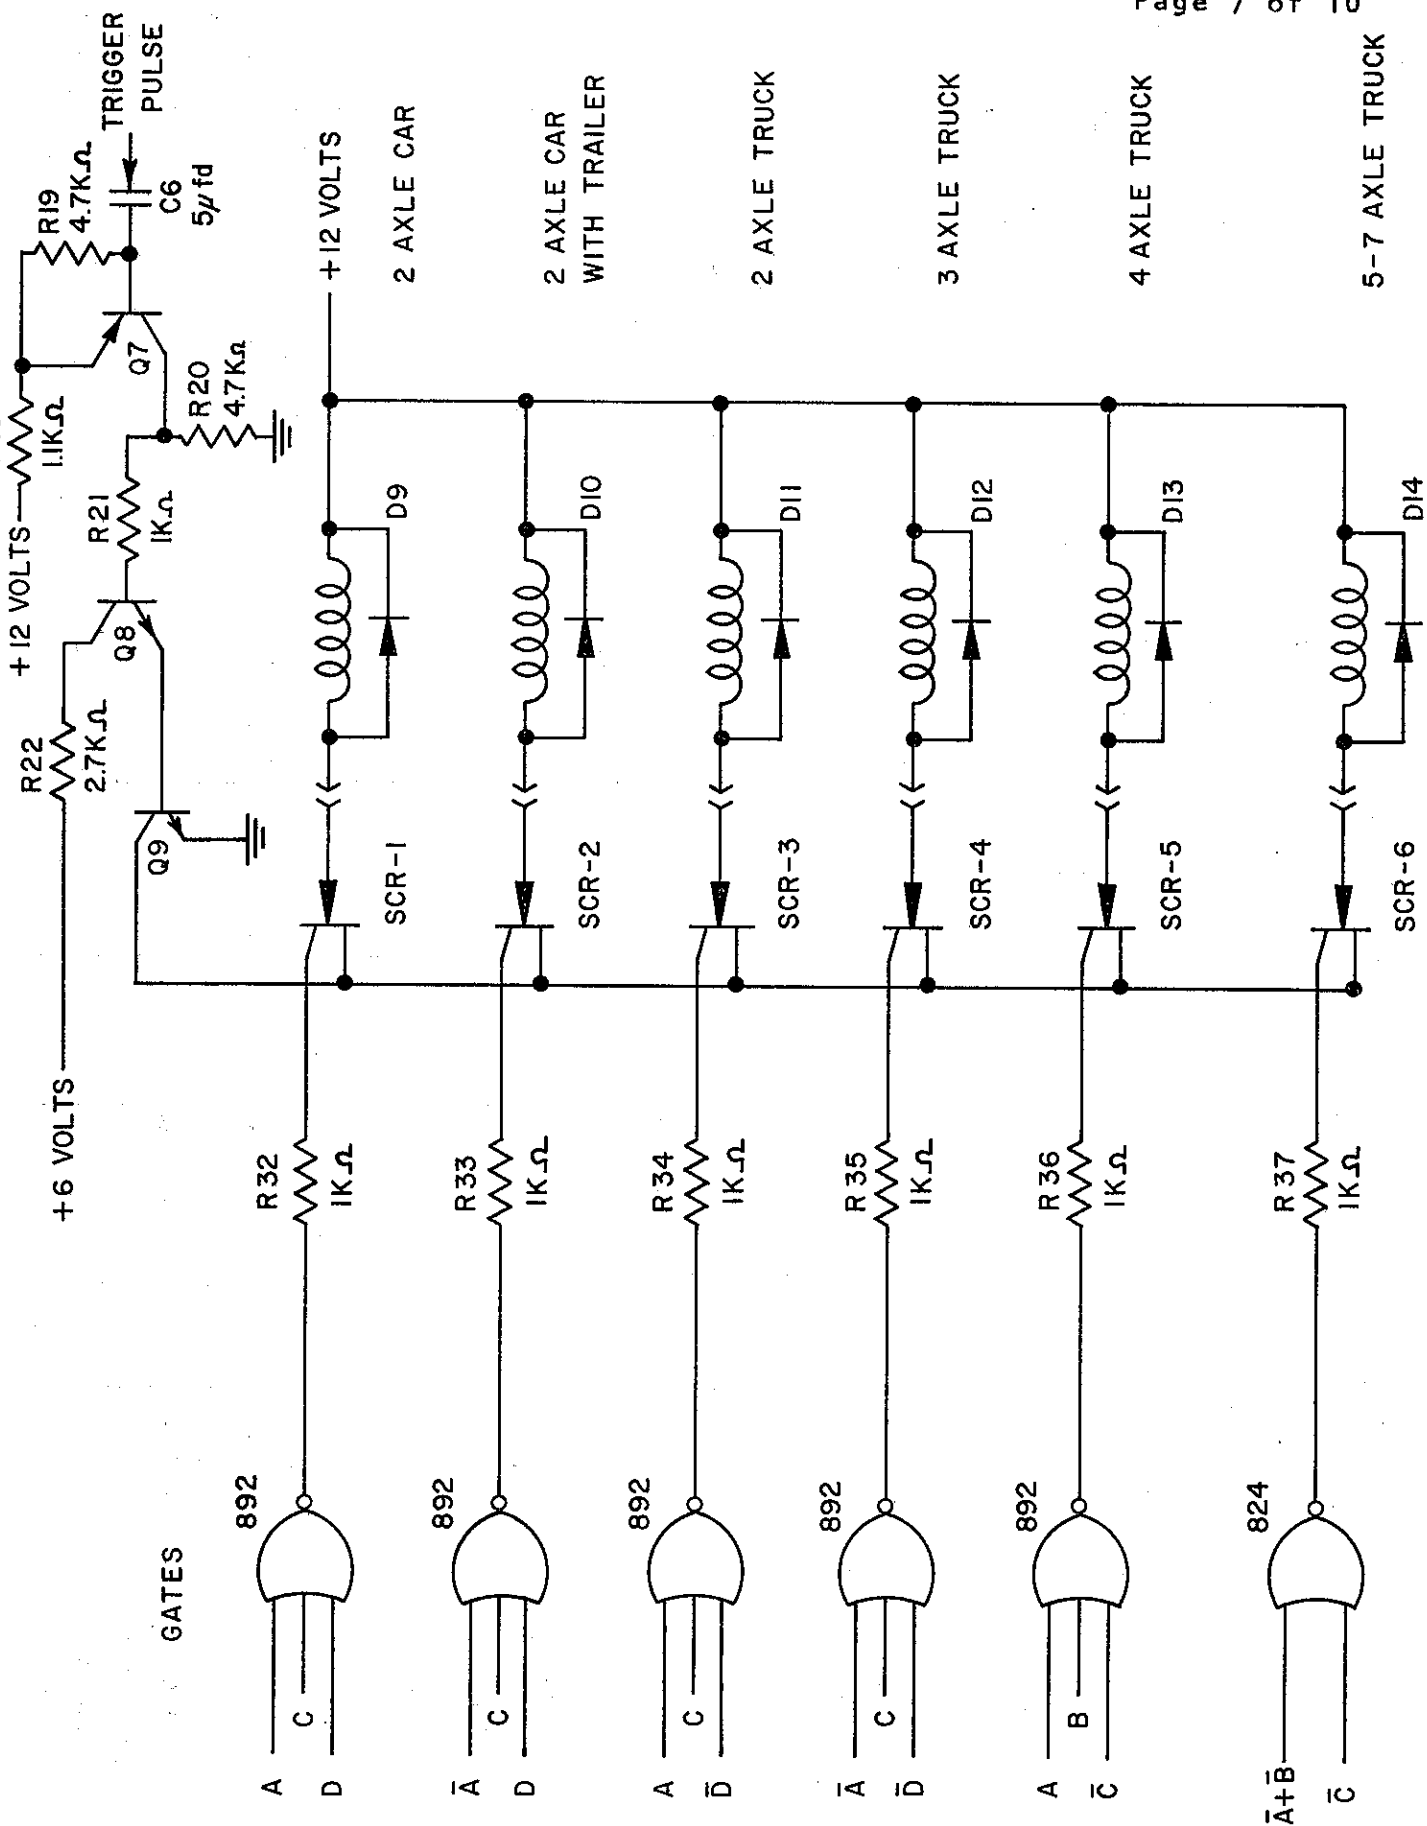 Page 7 of 10
+12 VOLTS
1.1KΩ
R19
4.7KΩ
TRIGGER
PULSE
C6
5µfd
Q7
R20
4.7KΩ
R21
1KΩ
Q8
R22
2.7KΩ
+6 VOLTS
Q9
+12 VOLTS
GATES
A
C
D
892
R32
1KΩ
SCR-1
D9
2 AXLE CAR
Ā
C
D
892
R33
1KΩ
SCR-2
D10
2 AXLE CAR
WITH TRAILER
A
C
D̄
892
R34
1KΩ
SCR-3
D11
2 AXLE TRUCK
Ā
C
D̄
892
R35
1KΩ
SCR-4
D12
3 AXLE TRUCK
A
B
C̄
892
R36
1KΩ
SCR-5
D13
4 AXLE TRUCK
Ā+B̄
C̄
824
R37
1KΩ
SCR-6
D14
5-7 AXLE TRUCK